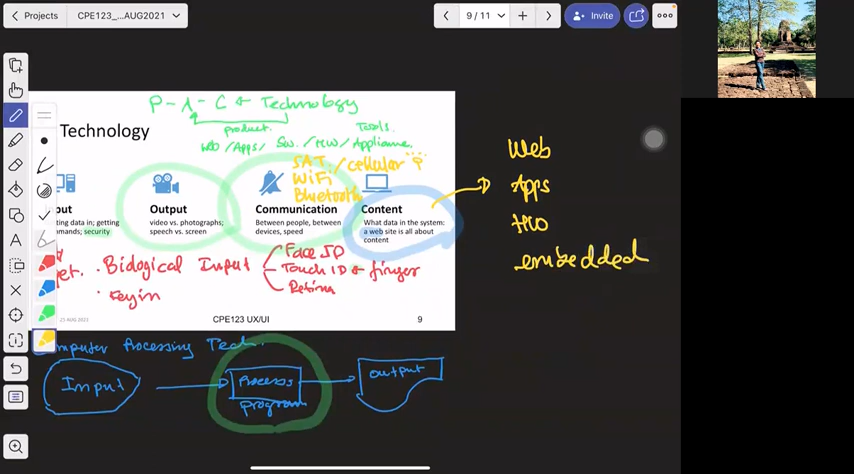 Projects
CPE123_...AUG2021
9 / 11
Invite
P - A - C & Technology
product
Tools
Web / Apps / SW. / HW / Appliance
Technology
SAT. / cellular
WiFi
Output
Communication
Content
video vs. photographs;
speech vs. screen
Between people, between
devices, speed
What data in the system:
a web site is all about
content
put
ting data in; getting
mmands; security
Web
Apps
HW
embedded
· Biological Input
Face ID
Touch ID
finger
Retina
· Keyin
AUG 2021
CPE123 UX/UI
9
Computer Processing Tech.
Input
Process
program
output